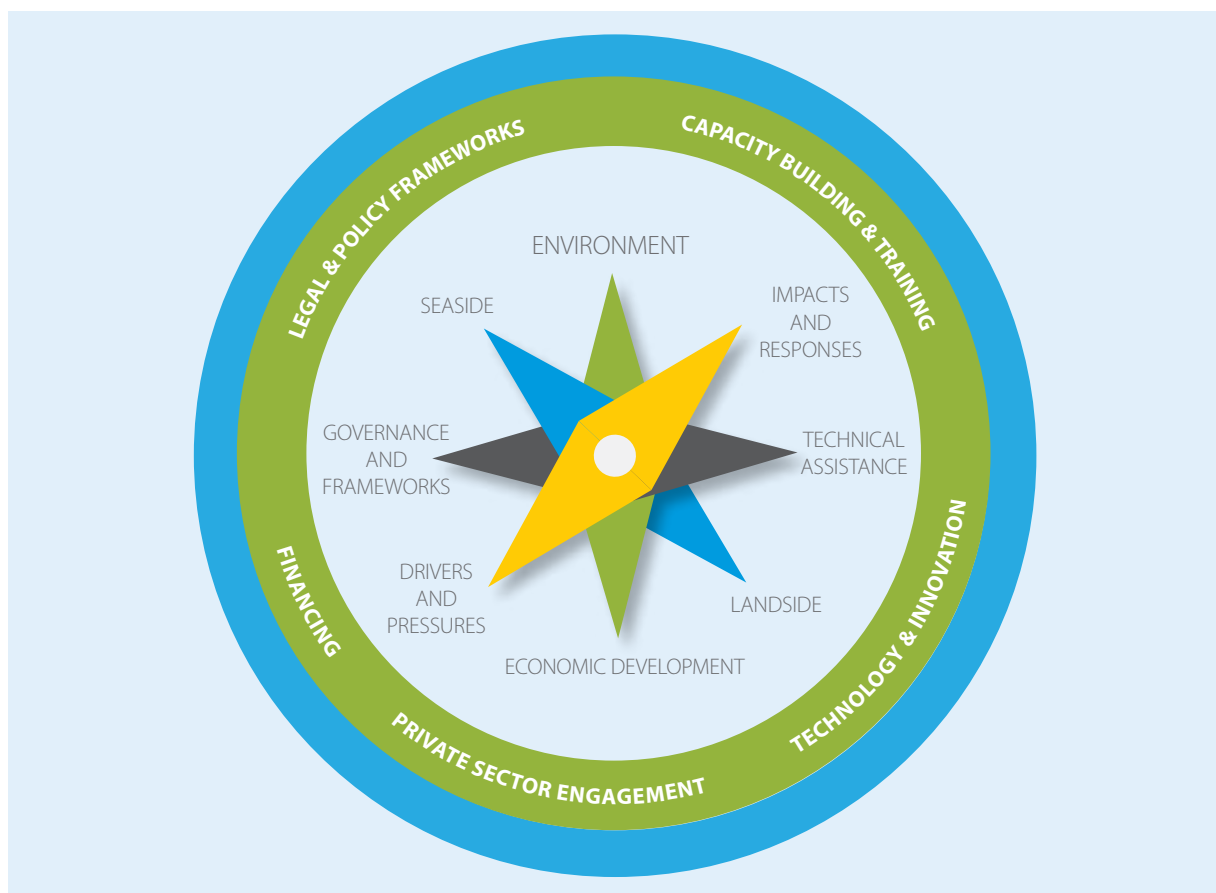 LEGAL & POLICY FRAMEWORKS
CAPACITY BUILDING & TRAINING
ENVIRONMENT
SEASIDE
IMPACTS
AND
RESPONSES
GOVERNANCE
AND
FRAMEWORKS
TECHNICAL
ASSISTANCE
DRIVERS
AND
PRESSURES
LANDSIDE
ECONOMIC DEVELOPMENT
FINANCING
PRIVATE SECTOR ENGAGEMENT
TECHNOLOGY & INNOVATION